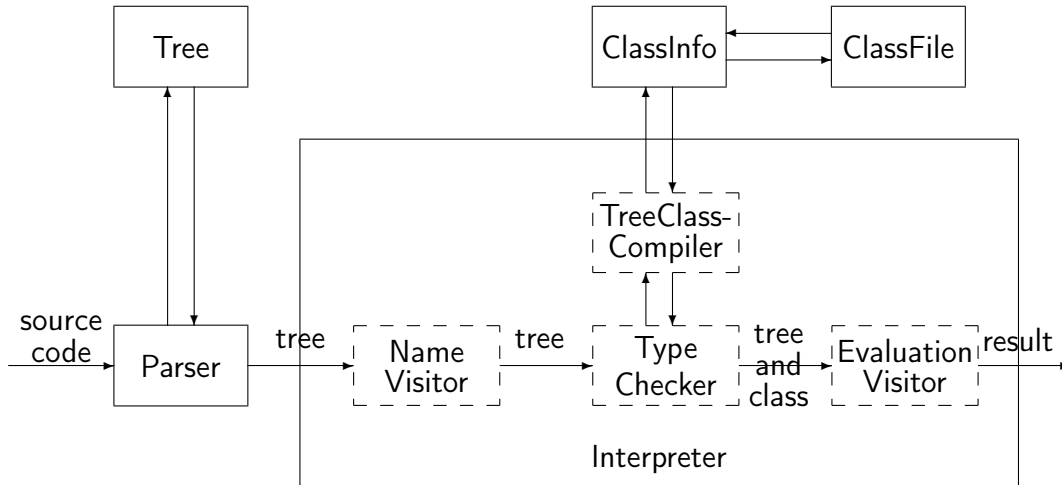 Tree
ClassInfo
ClassFile
TreeClass-
Compiler
source
code
Parser
tree
Name
Visitor
tree
Type
Checker
tree
and
class
Evaluation
Visitor
result
Interpreter